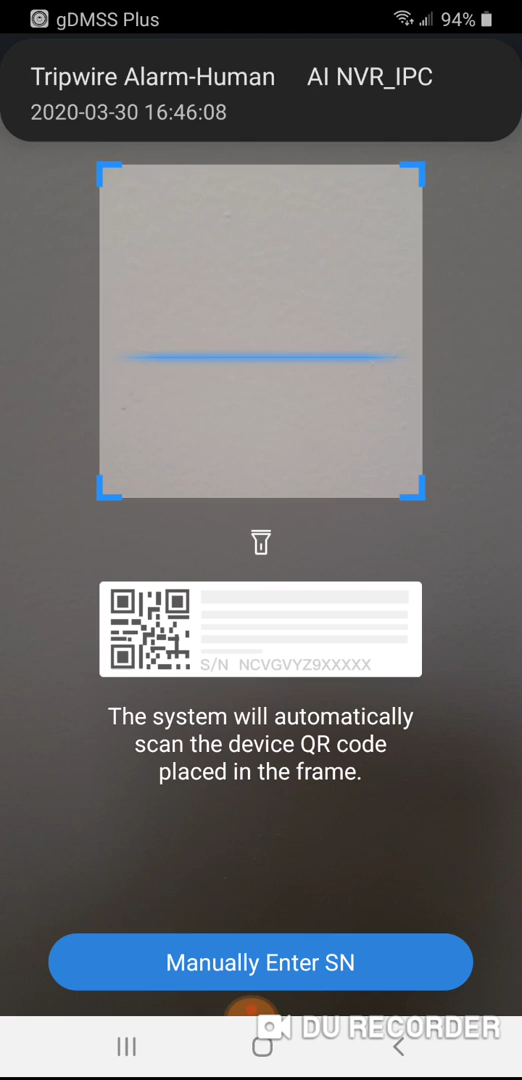 gDMSS Plus 94%
Tripwire Alarm-Human AI NVR_IPC
2020-03-30 16:46:08
S/N NCVGVYZ9XXXXX
The system will automatically
scan the device QR code
placed in the frame.
Manually Enter SN
DU RECORDER